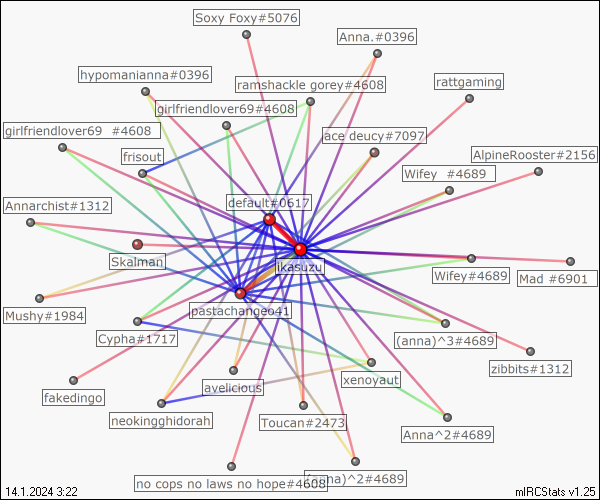 Soxy Foxy#5076
Anna.#0396
hypomanianna#0396
ramshackle gorey#4608
rattgaming
girlfriendlover69#4608
girlfriendlover69 #4608
ace deucy#7097
frisout
AlpineRooster#2156
Wifey #4689
Annarchist#1312
default#0617
Skalman
ikasuzu
Wifey#4689
Mad #6901
Mushy#1984
pastachangeo41
Cypha#1717
(anna)^3#4689
zibbits#1312
fakedingo
avelicious
xenoyaut
neokingghidorah
Toucan#2473
Anna^2#4689
no cops no laws no hope#4608
(anna)^2#4689
14.1.2024 3:22
mIRCStats v1.25